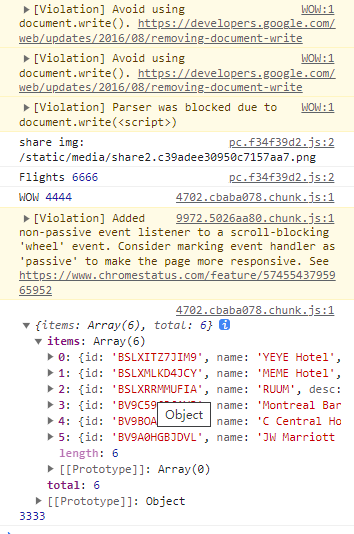 [Violation] Avoid using WOW:1
document.write(). https://developers.google.com/
web/updates/2016/08/removing-document-write
[Violation] Avoid using WOW:1
document.write(). https://developers.google.com/
web/updates/2016/08/removing-document-write
[Violation] Parser was blocked due to WOW:1
document.write(<script>)
share img: pc.f34f39d2.js:2
/static/media/share2.c39adee30950c7157aa7.png
Flights 6666 pc.f34f39d2.js:2
WOW 4444 4702.cbaba078.chunk.js:1
[Violation] Added 9972.5026aa80.chunk.js:1
non-passive event listener to a scroll-blocking
'wheel' event. Consider marking event handler as
'passive' to make the page more responsive. See
https://www.chromestatus.com/feature/57455437959
65952
4702.cbaba078.chunk.js:1
{items: Array(6), total: 6} i
items: Array(6)
0: {id: 'BSLXITZ7JIM9', name: 'YEYE Hotel',
1: {id: 'BSLXMLKD4JCY', name: 'MEME Hotel',
2: {id: 'BSLXRRMMUFIA', name: 'RUUM', desc:
3: {id: name: 'Montreal Bar
4: {id: name: 'C Central Ho
5: {id: 'BV9A0HGBJDVL', name: 'JW Marriott
Object
length: 6
[[Prototype]]: Array(0)
total: 6
[[Prototype]]: Object
3333